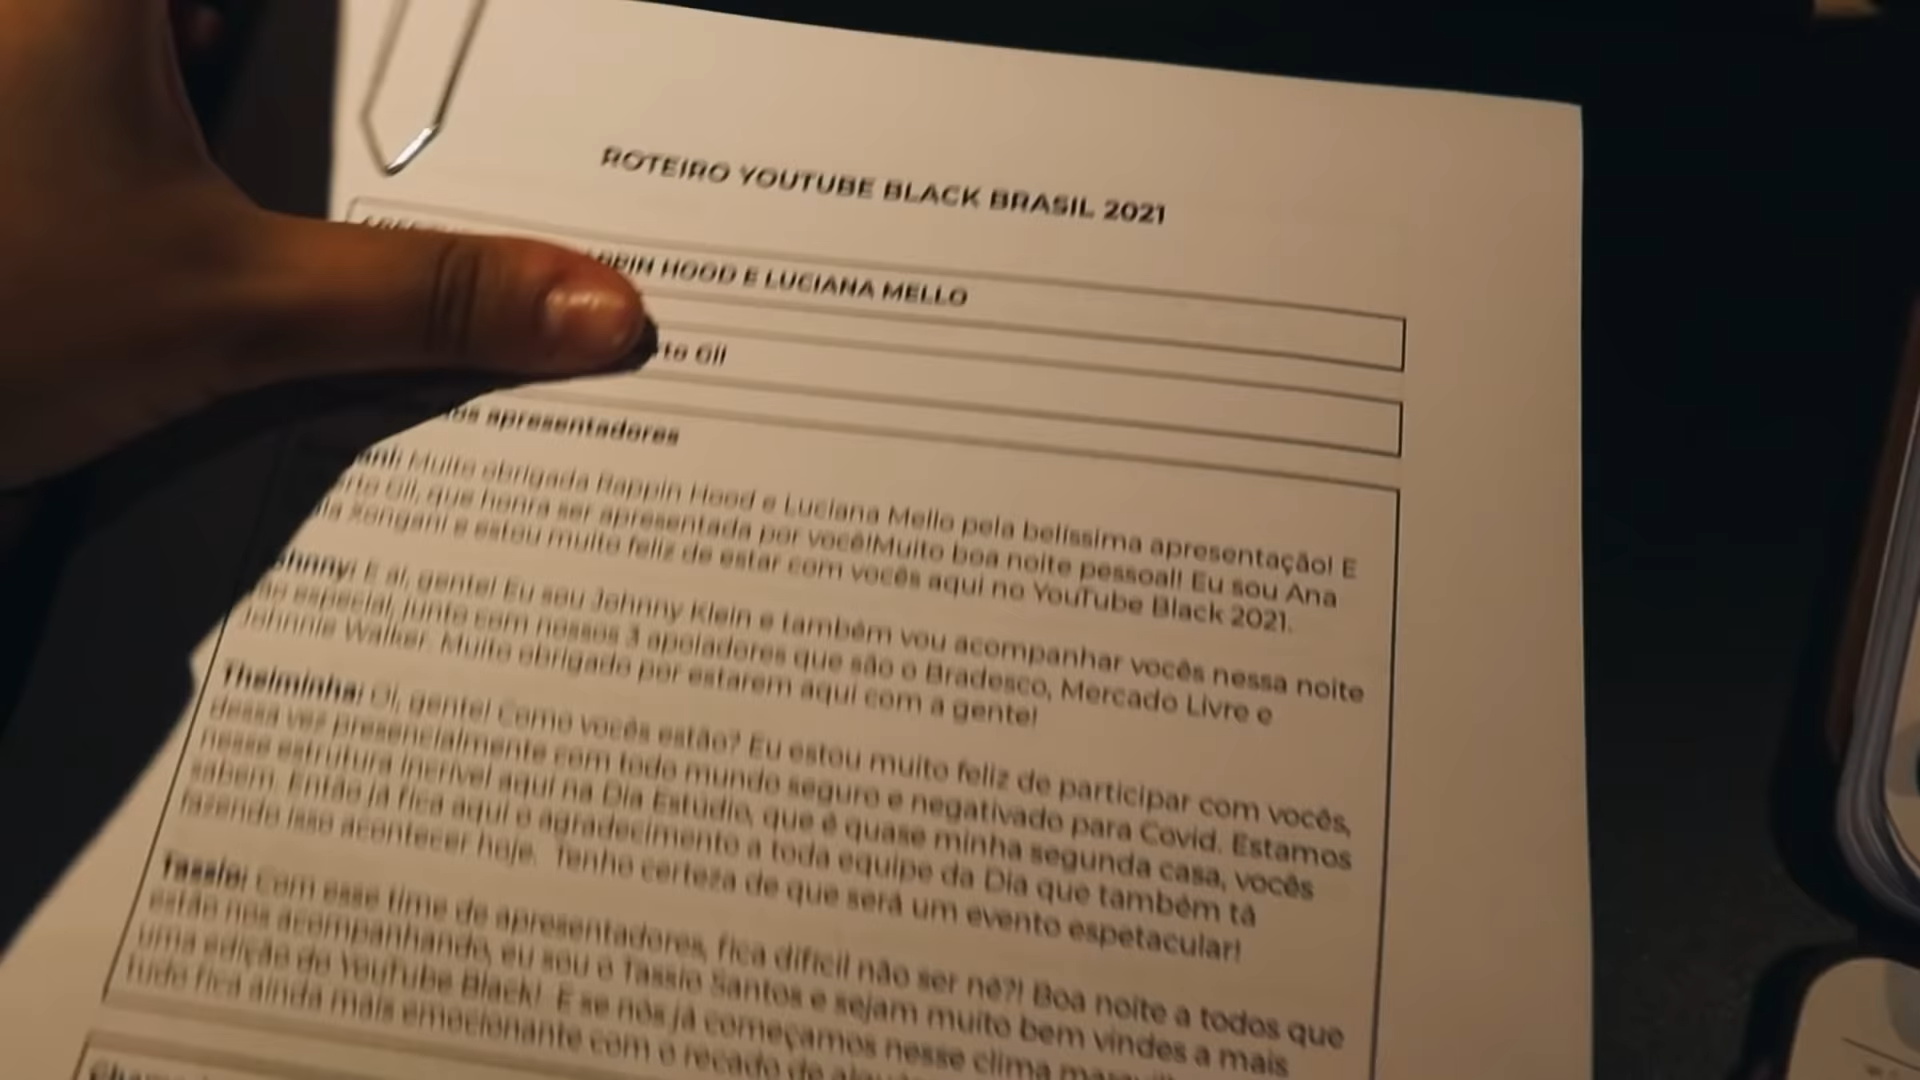 ROTEIRO YOUTUBE BLACK BRASIL 2021
HOOD E LUCIANA MELLO
Gil
apresentadores
Muito obrigada Rappin Hood e Luciana Mello pela belíssima apresentação! E
Gil, que honra ser apresentada por você!Muito boa noite pessoal! Eu sou Ana
Xongani e estou muito feliz de estar com vocês aqui no YouTube Black 2021.
E aí, gente! Eu sou Johnny Klein e também vou acompanhar vocês nessa noite
especial, junto com nossos 3 apoiadores que são o Bradesco, Mercado Livre e
Johnnie Walker. Muito obrigado por estarem aqui com a gente!
Thelminha: Oi, gente! Como vocês estão? Eu estou muito feliz de participar com vocês,
dessa vez presencialmente com todo mundo seguro e negativado para Covid. Estamos
nesse estrutura incrível aqui na Dia Estúdio, que é quase minha segunda casa, vocês
sabem. Então já fica aqui o agradecimento a toda equipe da Dia que também tá
fazendo isso acontecer hoje. Tenho certeza de que será um evento espetacular!
Tassio: Com esse time de apresentadores, fica difícil não ser né?! Boa noite a todos que
estão nos acompanhando, eu sou o Tassio Santos e sejam muito bem vindes a mais
uma edição do YouTube Black! E se nós já começamos nesse clima
tudo fica ainda mais emocionante com o recado de